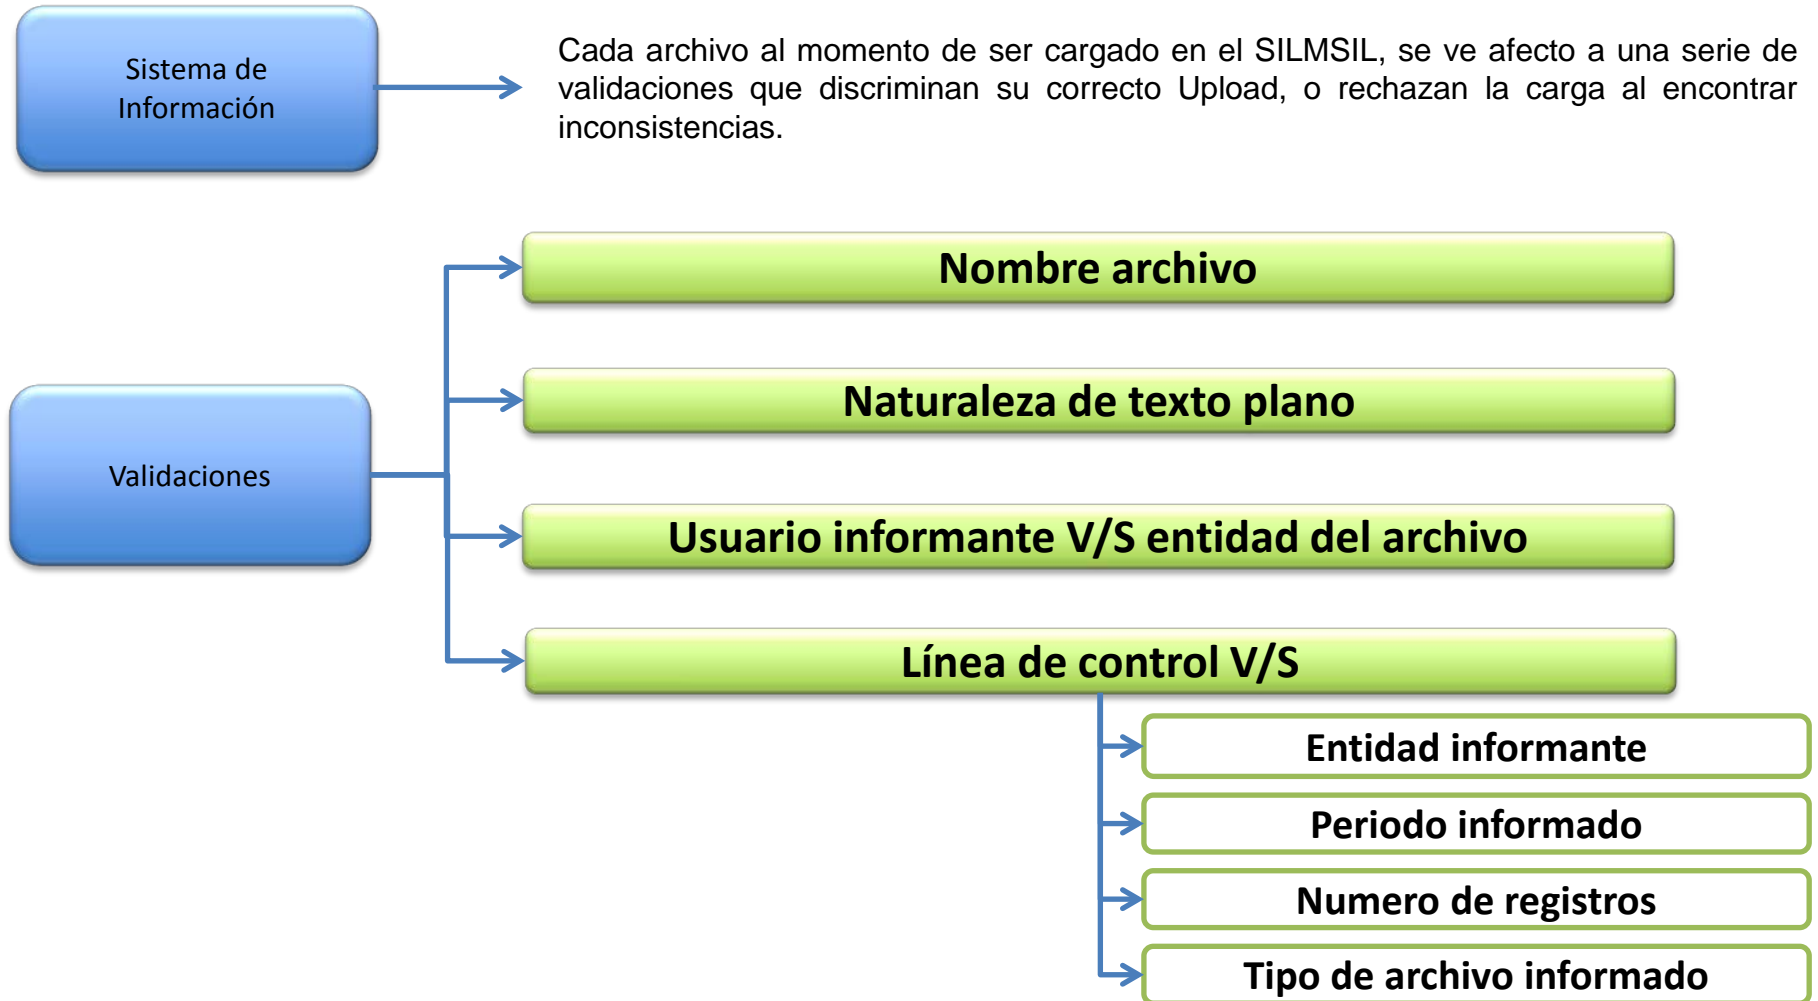 Sistema de
Información
Cada archivo al momento de ser cargado en el SILMSIL, se ve afecto a una serie de
validaciones que discriminan su correcto Upload, o rechazan la carga al encontrar
inconsistencias.
Nombre archivo
Naturaleza de texto plano
Validaciones
Usuario informante V/S entidad del archivo
Línea de control V/S
Entidad informante
Periodo informado
Numero de registros
Tipo de archivo informado